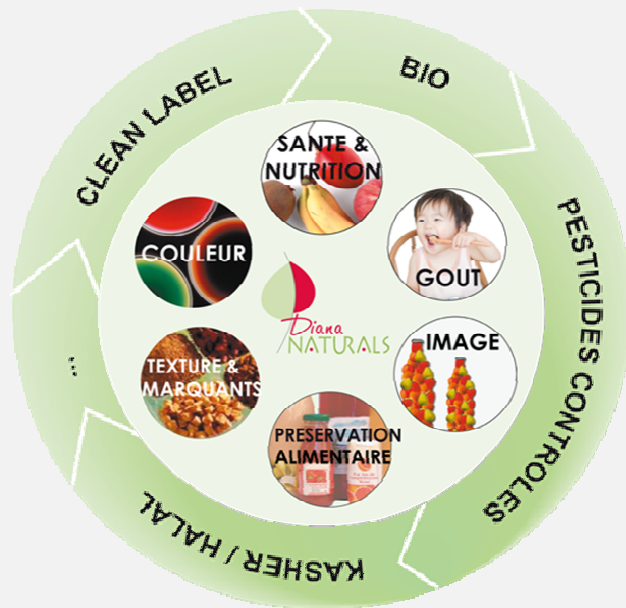 CLEAN LABEL
BIO
PESTICIDES CONTROLES
KASHER / HALAL
...
SANTE &
NUTRITION
GOUT
IMAGE
PRESERVATION
ALIMENTAIRE
TEXTURE &
MARQUANTS
COULEUR
Diana
NATURALS